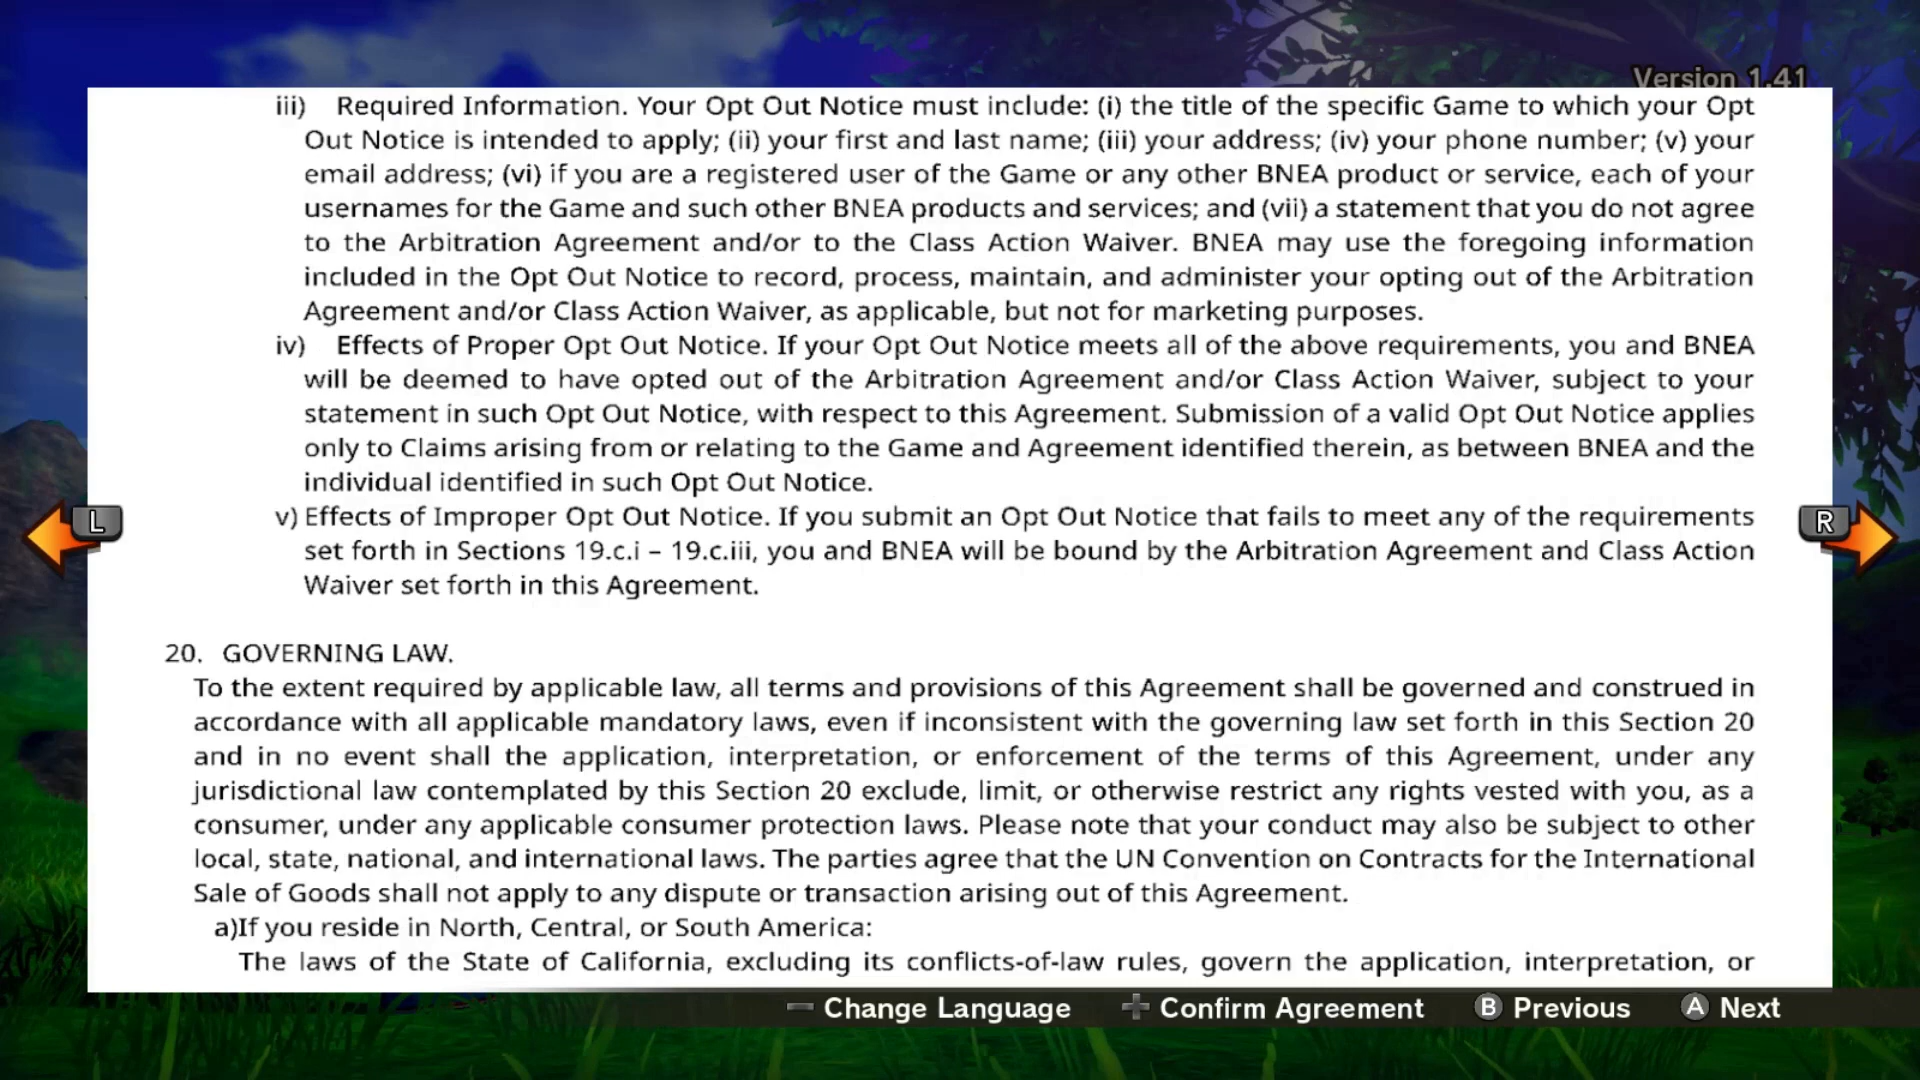 Version 1.41
iii) Required Information. Your Opt Out Notice must include: (i) the title of the specific Game to which your Opt
Out Notice is intended to apply; (ii) your first and last name; (iii) your address; (iv) your phone number; (v) your
email address; (vi) if you are a registered user of the Game or any other BNEA product or service, each of your
usernames for the Game and such other BNEA products and services; and (vii) a statement that you do not agree
to the Arbitration Agreement and/or to the Class Action Waiver. BNEA may use the foregoing information
included in the Opt Out Notice to record, process, maintain, and administer your opting out of the Arbitration
Agreement and/or Class Action Waiver, as applicable, but not for marketing purposes.
iv) Effects of Proper Opt Out Notice. If your Opt Out Notice meets all of the above requirements, you and BNEA
will be deemed to have opted out of the Arbitration Agreement and/or Class Action Waiver, subject to your
statement in such Opt Out Notice, with respect to this Agreement. Submission of a valid Opt Out Notice applies
only to Claims arising from or relating to the Game and Agreement identified therein, as between BNEA and the
individual identified in such Opt Out Notice.
v) Effects of Improper Opt Out Notice. If you submit an Opt Out Notice that fails to meet any of the requirements
set forth in Sections 19.c.i – 19.c.iii, you and BNEA will be bound by the Arbitration Agreement and Class Action
Waiver set forth in this Agreement.
L
R
20. GOVERNING LAW.
To the extent required by applicable law, all terms and provisions of this Agreement shall be governed and construed in
accordance with all applicable mandatory laws, even if inconsistent with the governing law set forth in this Section 20
and in no event shall the application, interpretation, or enforcement of the terms of this Agreement, under any
jurisdictional law contemplated by this Section 20 exclude, limit, or otherwise restrict any rights vested with you, as a
consumer, under any applicable consumer protection laws. Please note that your conduct may also be subject to other
local, state, national, and international laws. The parties agree that the UN Convention on Contracts for the International
Sale of Goods shall not apply to any dispute or transaction arising out of this Agreement.
a)If you reside in North, Central, or South America:
The laws of the State of California, excluding its conflicts-of-law rules, govern the application, interpretation, or
Change Language Confirm Agreement B Previous A Next